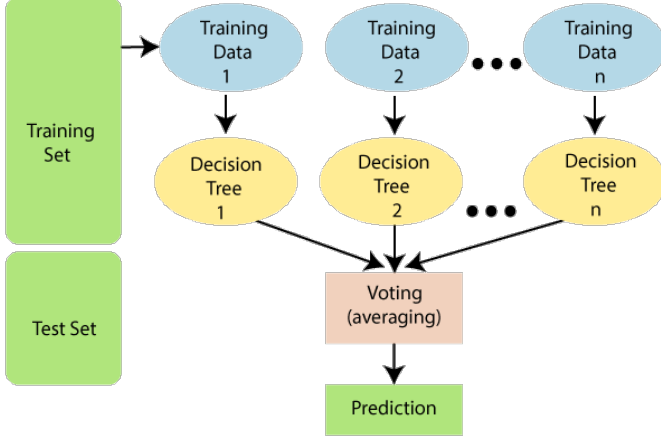 Training
Set
Test Set
Training
Data
1
Training
Data
2
Training
Data
n
Decision
Tree
1
Decision
Tree
2
Decision
Tree
n
Voting
(averaging)
Prediction